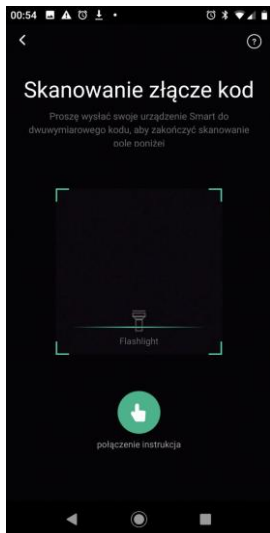 00:54
Skanowanie złącze kod
Proszę wysłać swoje urządzenie Smart do
dwuwymiarowego kodu, aby zakończyć skanowanie
pole poniżej
Flashlight
połączenie instrukcja